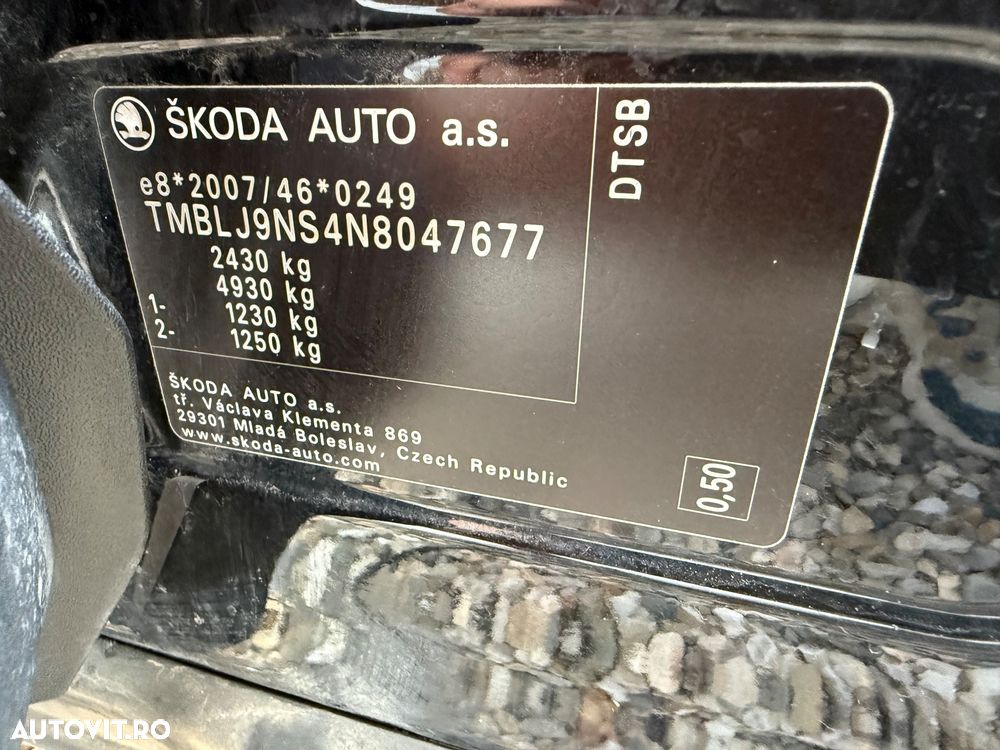 ŠKODA AUTO a.s.
e8*2007/46*0249
TMBLJ9NS4N8047677
2430 kg
4930 kg
1- 1230 kg
2- 1250 kg
ŠKODA AUTO a.s.
tř. Václava Klementa 869
29301 Mladá Boleslav, Czech Republic
www.skoda-auto.com
DTSB
0,50
AUTOVIT.RO